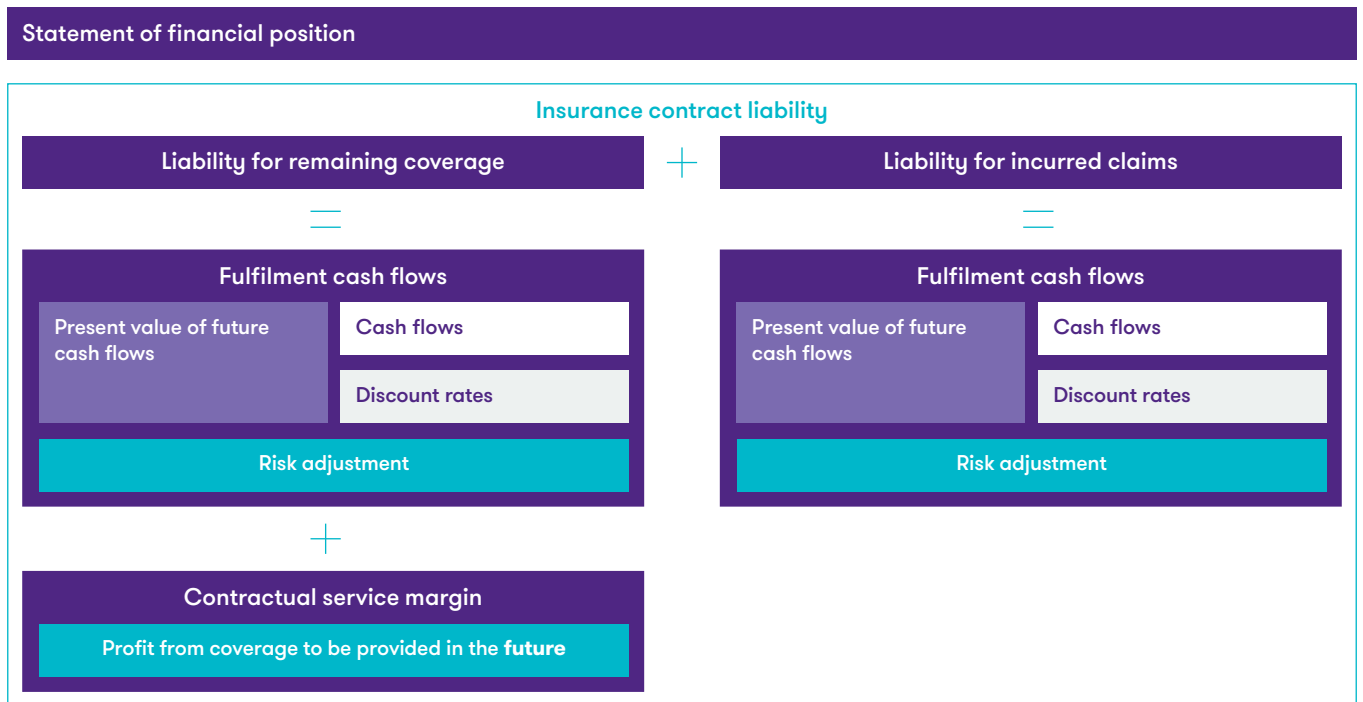 Statement of financial position
Insurance contract liability
Liability for remaining coverage
+
Liability for incurred claims
=
=
Fulfilment cash flows
Present value of future
cash flows
Cash flows
Discount rates
Risk adjustment
Fulfilment cash flows
Present value of future
cash flows
Cash flows
Discount rates
Risk adjustment
+
Contractual service margin
Profit from coverage to be provided in the future